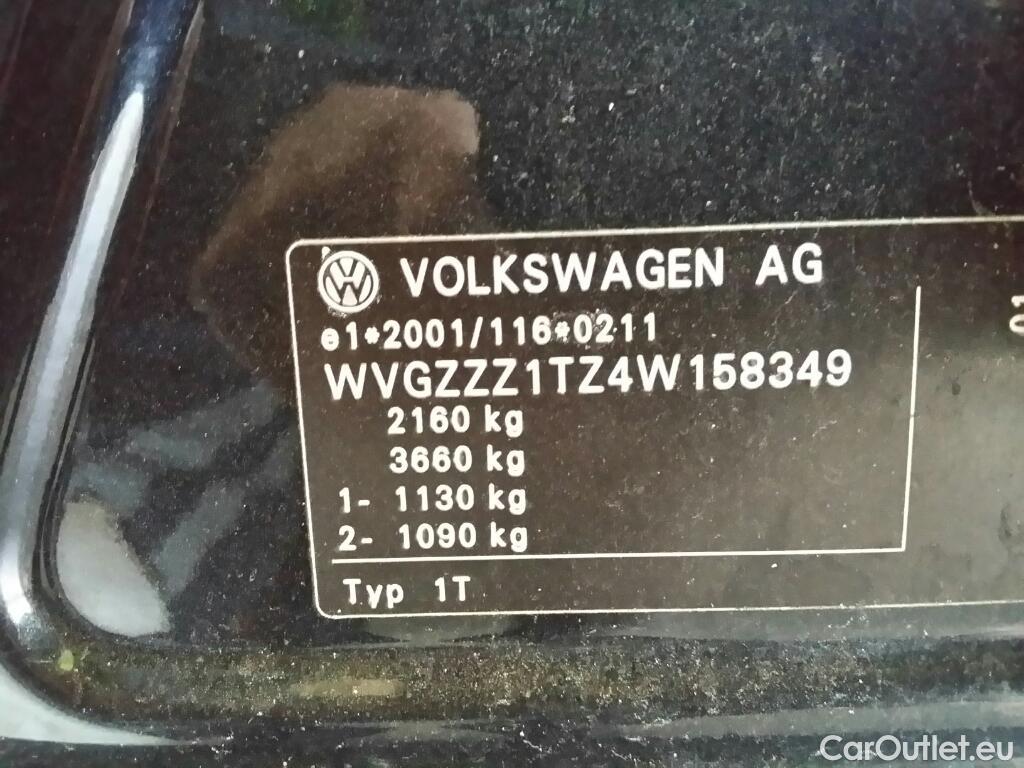 VOLKSWAGEN AG
e1*2001/116*0211
WVGZZZ1TZ4W158349
2160 kg
3660 kg
1- 1130 kg
2- 1090 kg
Typ 1T
01
CarOutlet.eu